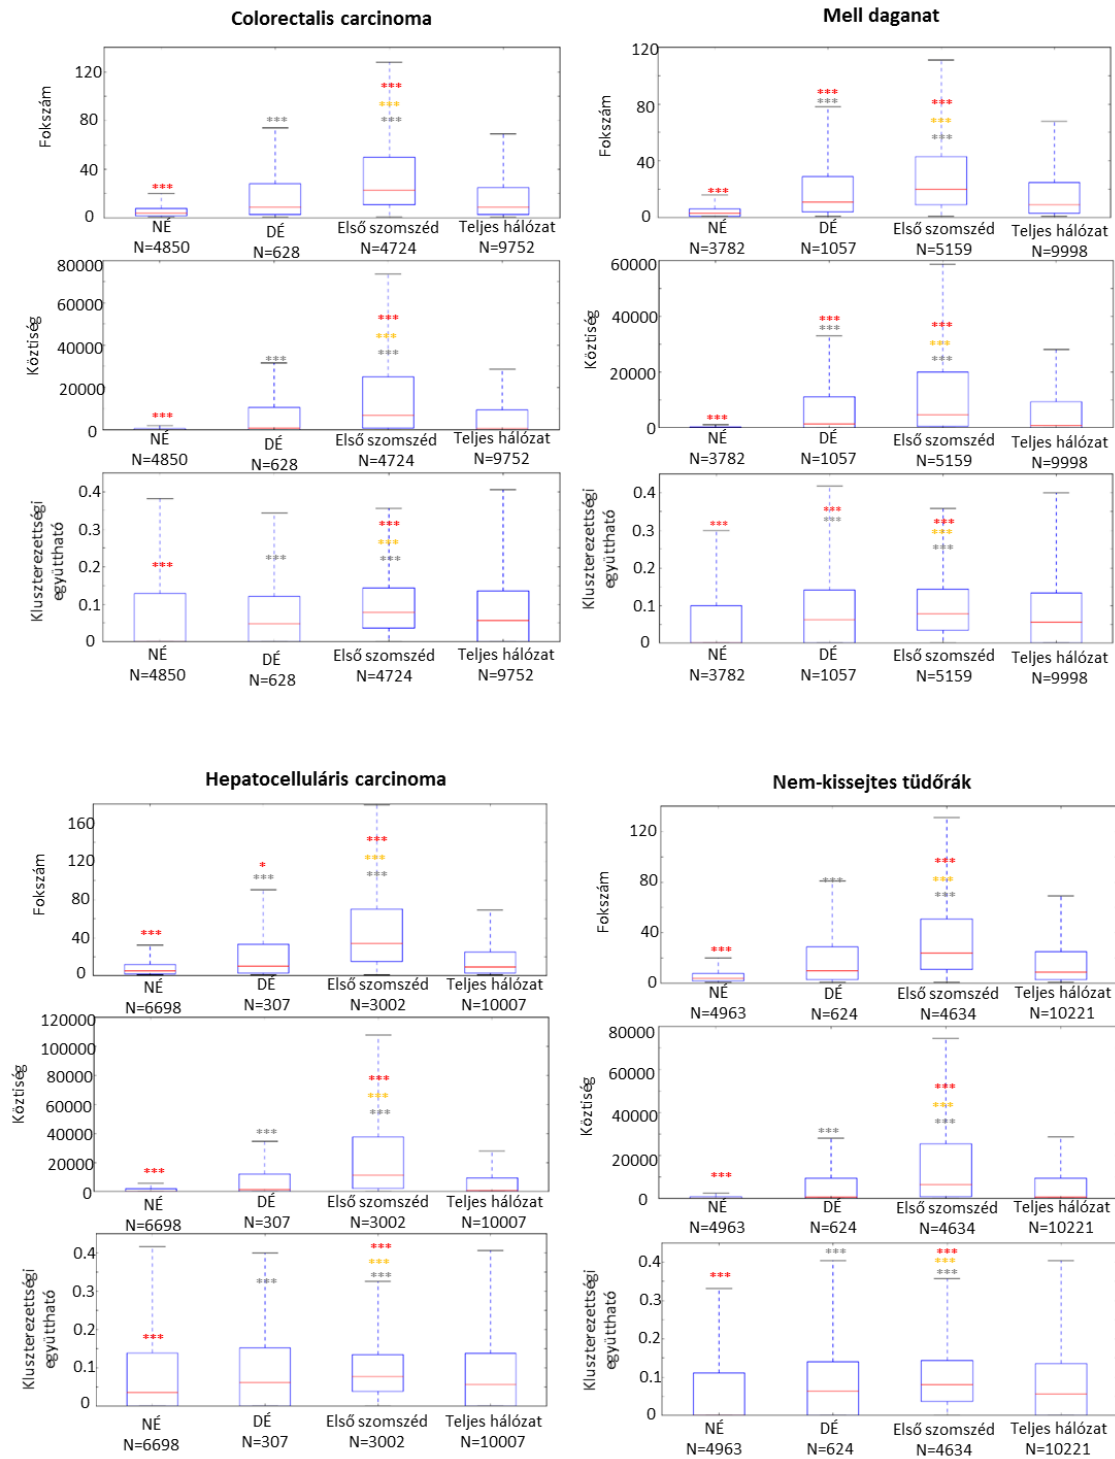 Colorectalis carcinoma
Fokszám
120
80
40
0
***
***
***
***
***
NÉ
DÉ
Első szomszéd
Teljes hálózat
N=4850
N=628
N=4724
N=9752
Köztiség
80000
60000
40000
20000
0
***
***
***
***
***
NÉ
DÉ
Első szomszéd
Teljes hálózat
N=4850
N=628
N=4724
N=9752
Kluszterezettségi
együttható
0.4
0.3
0.2
0.1
0
***
***
***
***
***
NÉ
DÉ
Első szomszéd
Teljes hálózat
N=4850
N=628
N=4724
N=9752
Mell daganat
Fokszám
120
80
40
0
***
***
***
***
***
***
NÉ
DÉ
Első szomszéd
Teljes hálózat
N=3782
N=1057
N=5159
N=9998
Köztiség
60000
40000
20000
0
***
***
***
***
***
***
NÉ
DÉ
Első szomszéd
Teljes hálózat
N=3782
N=1057
N=5159
N=9998
Kluszterezettségi
együttható
0.4
0.3
0.2
0.1
0
***
***
***
***
***
***
NÉ
DÉ
Első szomszéd
Teljes hálózat
N=3782
N=1057
N=5159
N=9998
Hepatocelluláris carcinoma
Fokszám
160
120
80
40
0
***
*
***
***
***
***
NÉ
DÉ
Első szomszéd
Teljes hálózat
N=6698
N=307
N=3002
N=10007
Köztiség
120000
100000
80000
60000
40000
20000
0
***
***
***
***
***
NÉ
DÉ
Első szomszéd
Teljes hálózat
N=6698
N=307
N=3002
N=10007
Kluszterezettségi
együttható
0.4
0.3
0.2
0.1
0
***
***
***
***
***
NÉ
DÉ
Első szomszéd
Teljes hálózat
N=6698
N=307
N=3002
N=10007
Nem-kissejtes tüdőrák
Fokszám
120
80
40
0
***
***
***
***
***
NÉ
DÉ
Első szomszéd
Teljes hálózat
N=4963
N=624
N=4634
N=10221
Köztiség
80000
60000
40000
20000
0
***
***
***
***
***
NÉ
DÉ
Első szomszéd
Teljes hálózat
N=4963
N=624
N=4634
N=10221
Kluszterezettségi
együttható
0.4
0.3
0.2
0.1
0
***
***
***
***
***
NÉ
DÉ
Első szomszéd
Teljes hálózat
N=4963
N=624
N=4634
N=10221